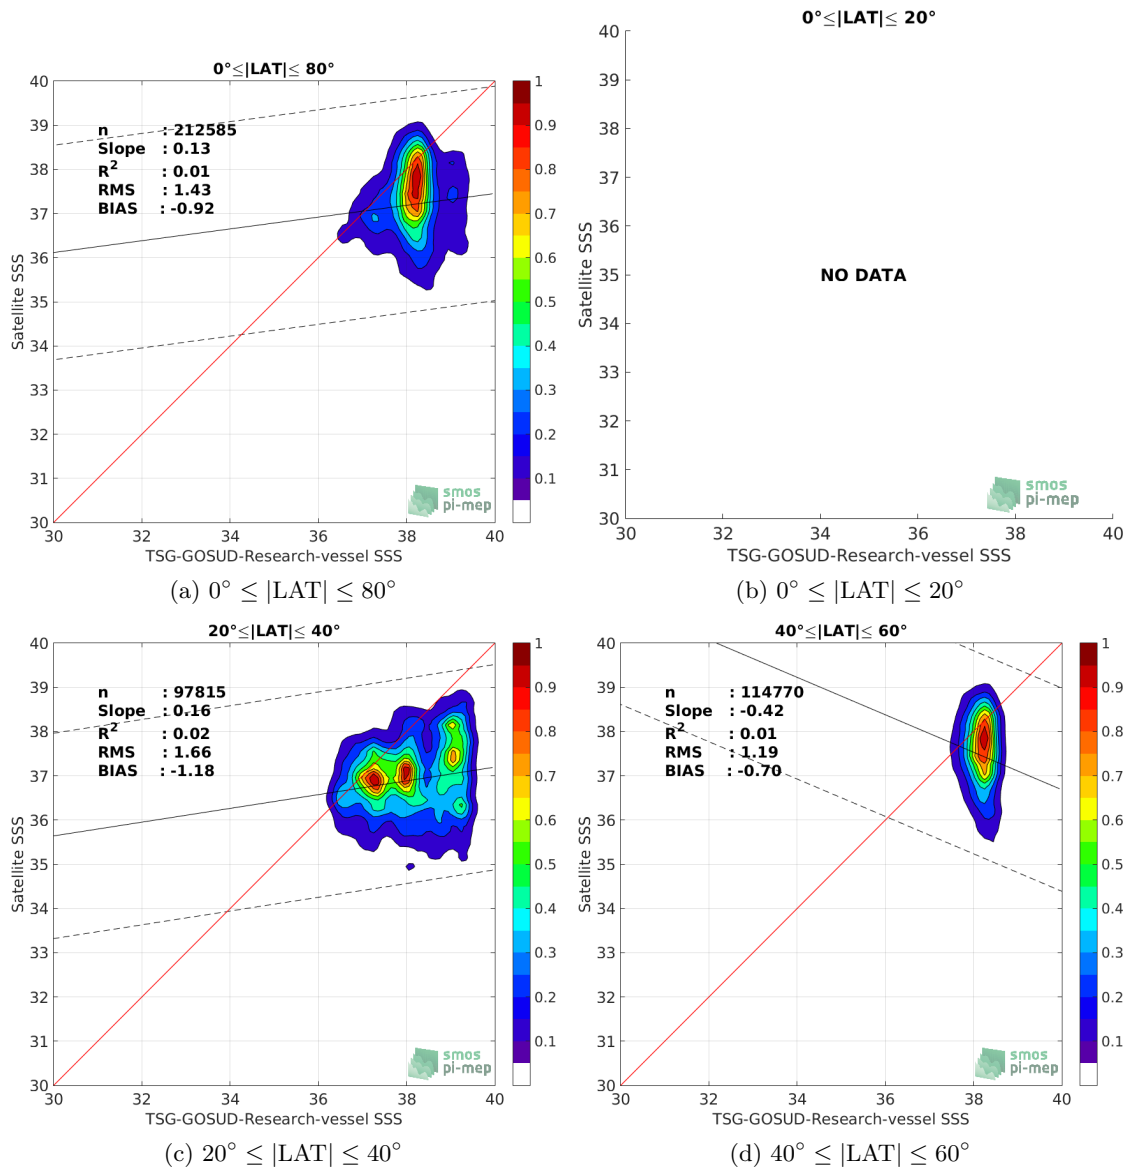 0°≤|LAT|≤ 80°
40
39
38
37
36
35
34
33
32
31
30
30 32 34 36 38 40
Satellite SSS
TSG-GOSUD-Research-vessel SSS
n : 212585
Slope : 0.13
R2 : 0.01
RMS : 1.43
BIAS : -0.92
1
0.9
0.8
0.7
0.6
0.5
0.4
0.3
0.2
0.1
smos
pi-mep
(a) 0° ≤ |LAT| ≤ 80°
0°≤|LAT|≤ 20°
40
39
38
37
36
35
34
33
32
31
30
30 32 34 36 38 40
Satellite SSS
TSG-GOSUD-Research-vessel SSS
NO DATA
smos
pi-mep
(b) 0° ≤ |LAT| ≤ 20°
20°≤|LAT|≤ 40°
40
39
38
37
36
35
34
33
32
31
30
30 32 34 36 38 40
Satellite SSS
TSG-GOSUD-Research-vessel SSS
n : 97815
Slope : 0.16
R2 : 0.02
RMS : 1.66
BIAS : -1.18
1
0.9
0.8
0.7
0.6
0.5
0.4
0.3
0.2
0.1
smos
pi-mep
(c) 20° ≤ |LAT| ≤ 40°
40°≤|LAT|≤ 60°
40
39
38
37
36
35
34
33
32
31
30
30 32 34 36 38 40
Satellite SSS
TSG-GOSUD-Research-vessel SSS
n : 114770
Slope : -0.42
R2 : 0.01
RMS : 1.19
BIAS : -0.70
1
0.9
0.8
0.7
0.6
0.5
0.4
0.3
0.2
0.1
smos
pi-mep
(d) 40° ≤ |LAT| ≤ 60°